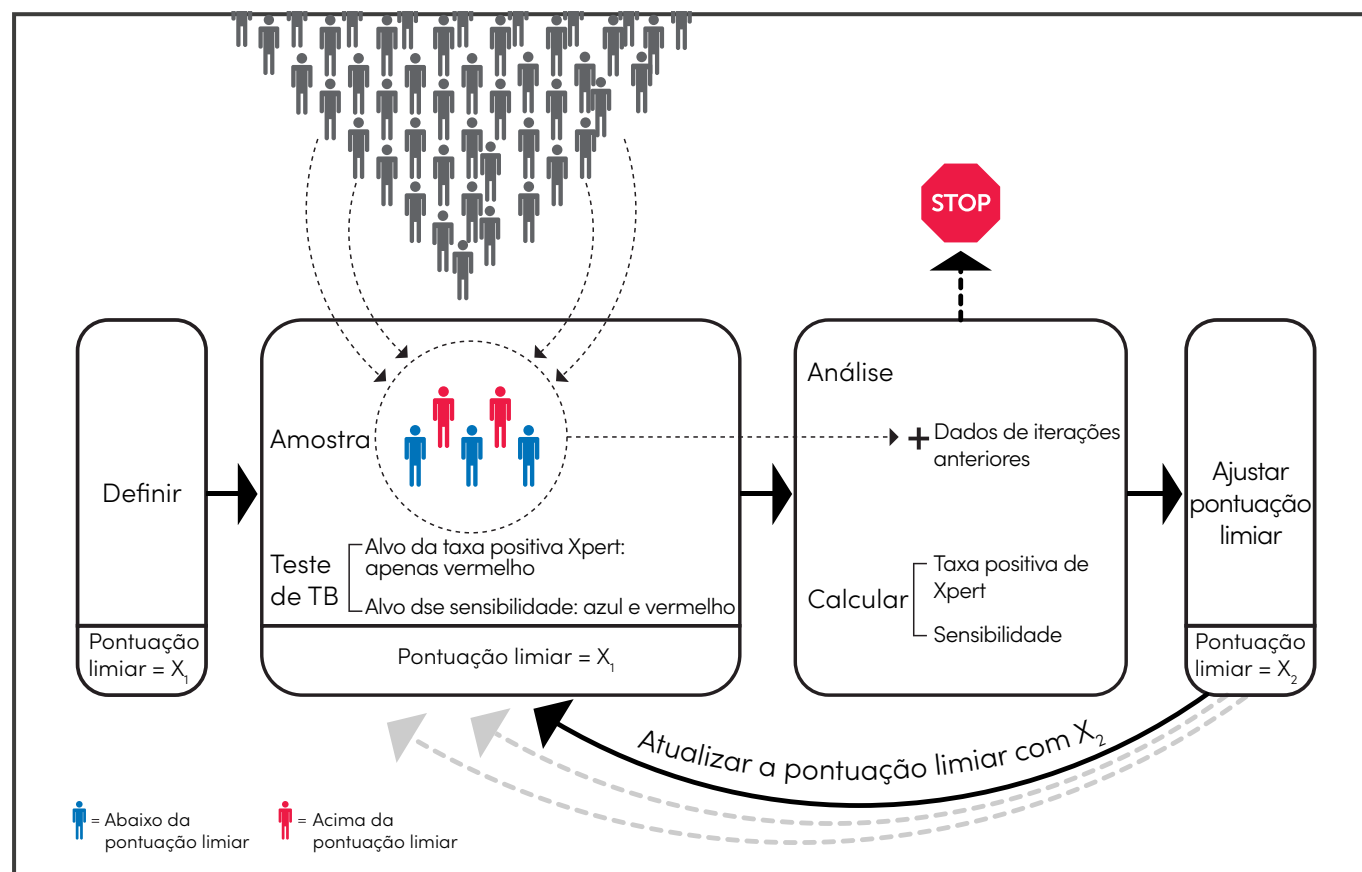 STOP
Definir
Pontuação
limiar = X₁
Amostra
Teste
de TB
Alvo da taxa positiva Xpert:
apenas vermelho
Alvo dse sensibilidade: azul e vermelho
Pontuação limiar = X₁
Análise
+ Dados de iterações
anteriores
Calcular
Taxa positiva de
Xpert
Sensibilidade
Ajustar
pontuação
limiar
Pontuação
limiar = X₂
Atualizar a pontuação limiar com X₂
= Abaixo da
pontuação limiar
= Acima da
pontuação limiar